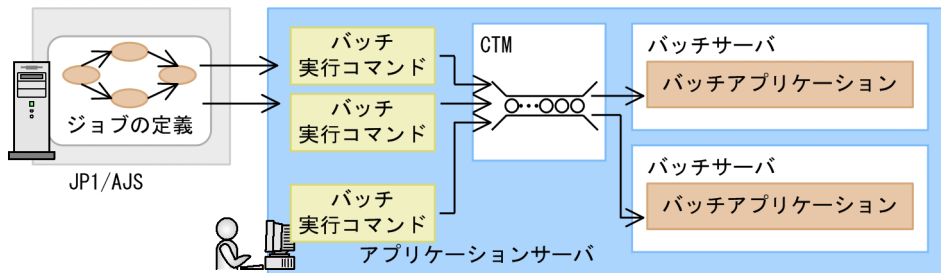 ジョブの定義
JP1/AJS
バッチ
実行コマンド
バッチ
実行コマンド
バッチ
実行コマンド
CTM
バッチサーバ
バッチアプリケーション
バッチサーバ
バッチアプリケーション
アプリケーションサーバ